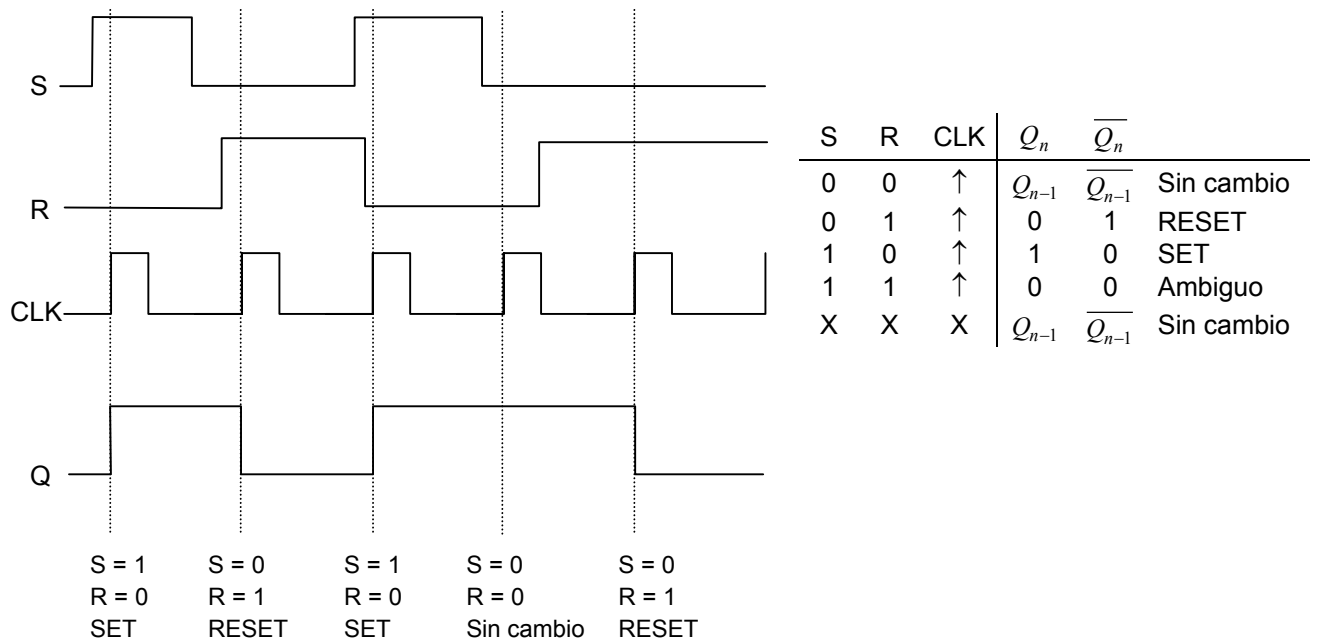 S
R
CLK
Q
S = 1 S = 0 S = 1 S = 0 S = 0
R = 0 R = 1 R = 0 R = 0 R = 1
SET RESET SET Sin cambio RESET
S R CLK Qₙ Q̅ₙ
0 0 ↑ Qₙ₋₁ Q̅ₙ₋₁ Sin cambio
0 1 ↑ 0 1 RESET
1 0 ↑ 1 0 SET
1 1 ↑ 0 0 Ambiguo
X X X Qₙ₋₁ Q̅ₙ₋₁ Sin cambio